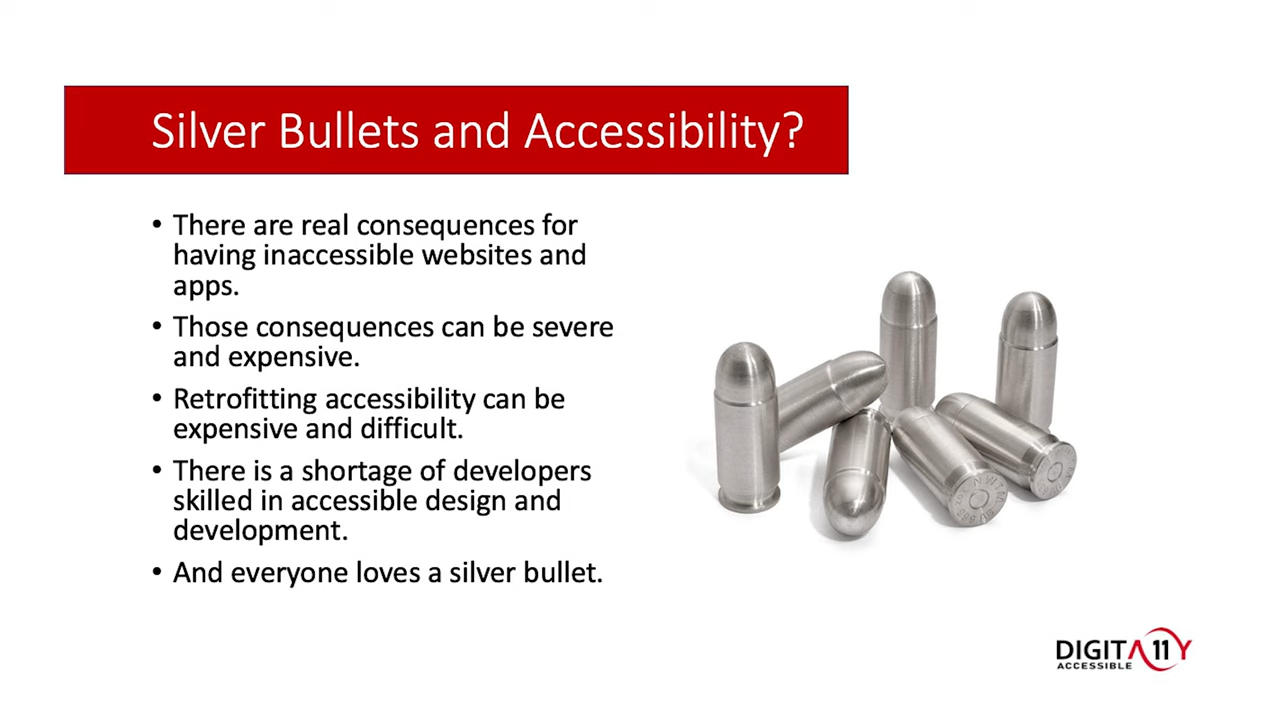 Silver Bullets and Accessibility?
• There are real consequences for
having inaccessible websites and
apps.
• Those consequences can be severe
and expensive.
• Retrofitting accessibility can be
expensive and difficult.
• There is a shortage of developers
skilled in accessible design and
development.
• And everyone loves a silver bullet.
NWTM
DIGITA11Y
ACCESSIBLE